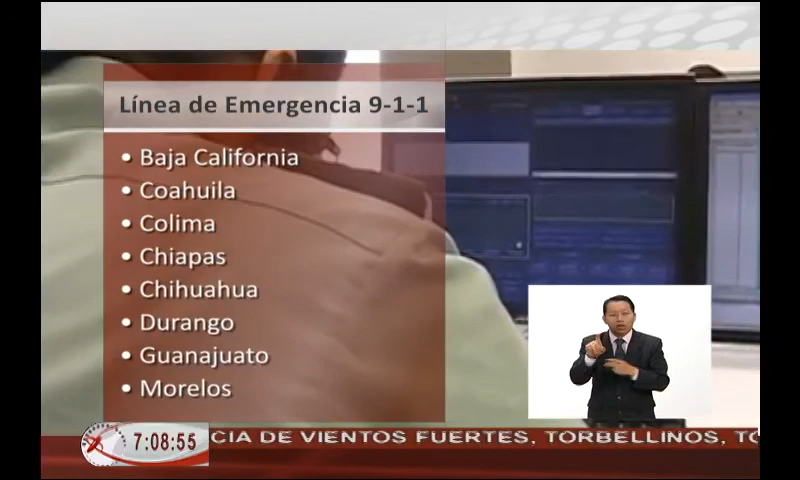 Línea de Emergencia 9-1-1
• Baja California
• Coahuila
• Colima
• Chiapas
• Chihuahua
• Durango
• Guanajuato
• Morelos
7:08:55
CIA DE VIENTOS FUERTES, TORBELLINOS,